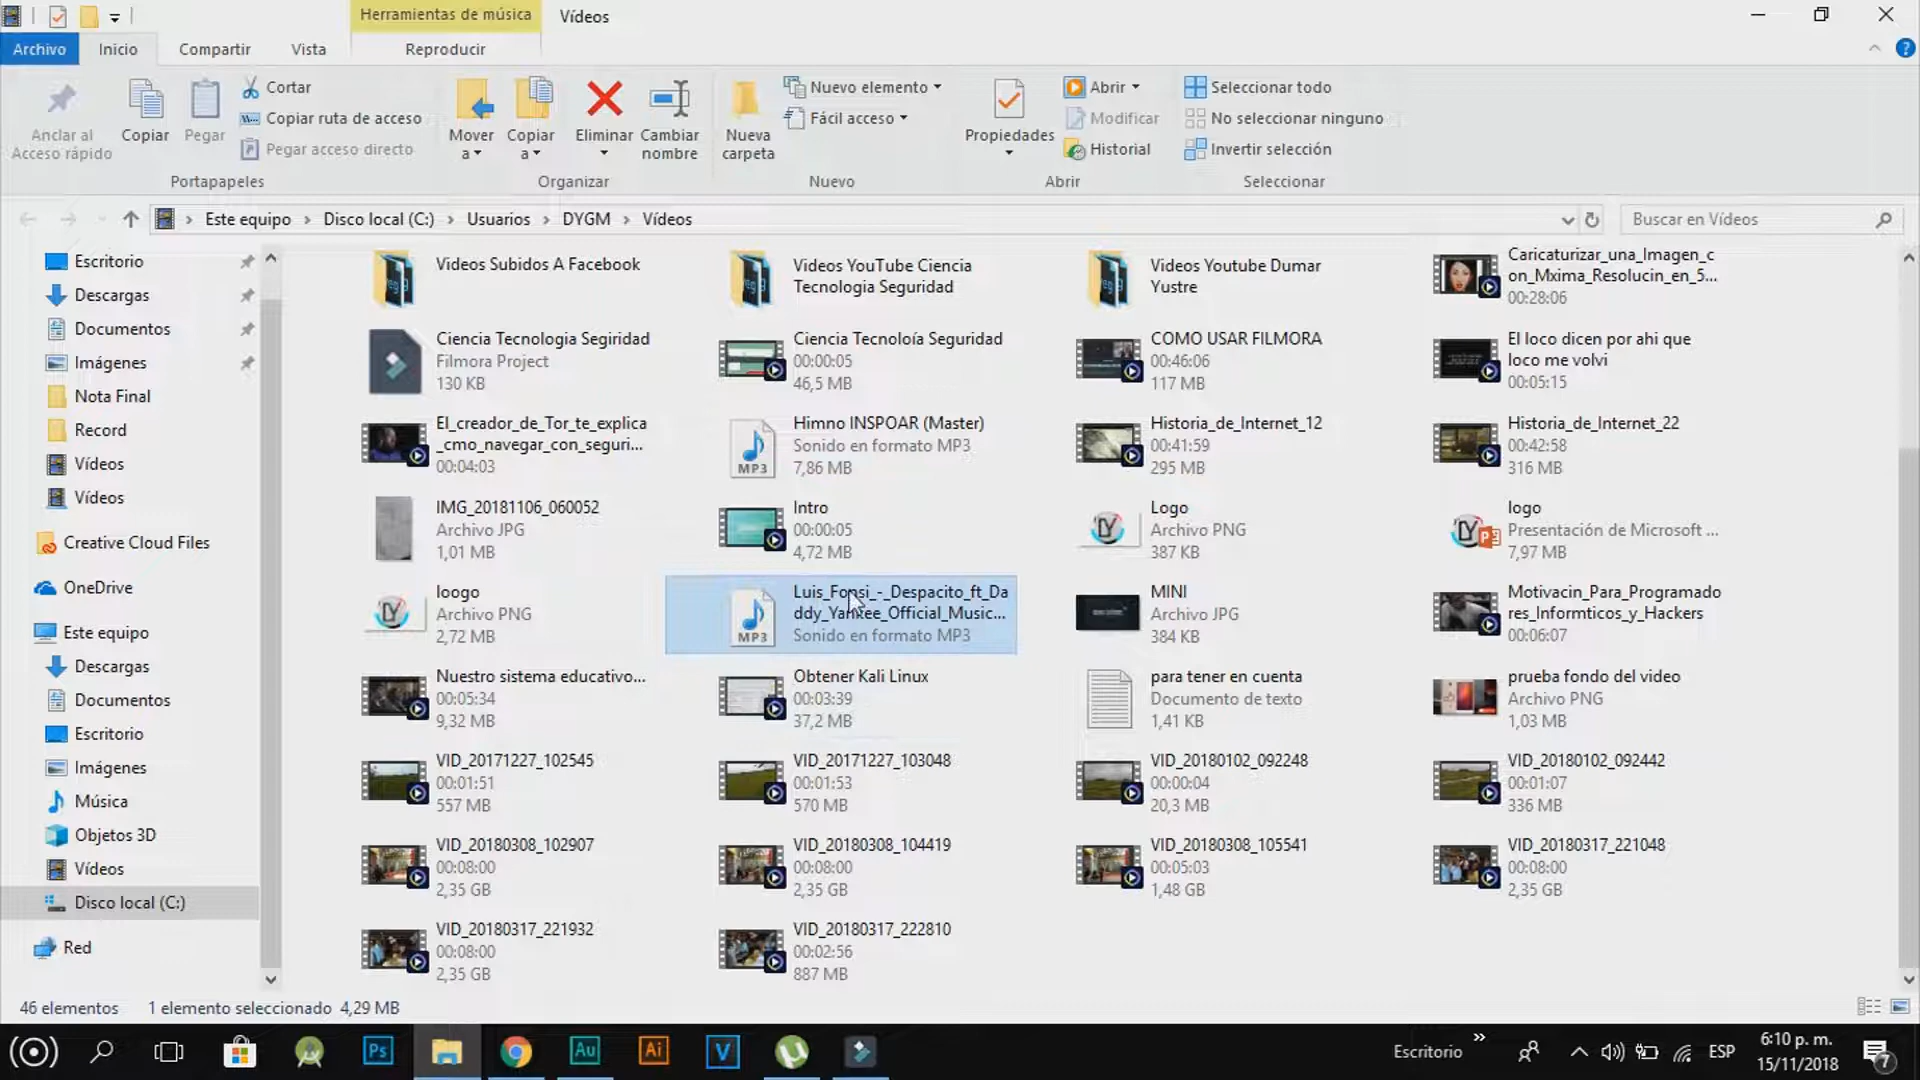 Herramientas de música
Vídeos
Archivo
Inicio
Compartir
Vista
Reproducir
Anclar al
Acceso rápido
Copiar
Pegar
Cortar
Copiar ruta de acceso
Pegar acceso directo
Portapapeles
Mover
a
Copiar
a
Eliminar
Cambiar
nombre
Organizar
Nueva
carpeta
Nuevo elemento
Fácil acceso
Nuevo
Propiedades
Abrir
Modificar
Historial
Abrir
Seleccionar todo
No seleccionar ninguno
Invertir selección
Seleccionar
Este equipo
Disco local (C:)
Usuarios
DYGM
Vídeos
Buscar en Vídeos
Escritorio
Descargas
Documentos
Imágenes
Nota Final
Record
Vídeos
Vídeos
Creative Cloud Files
OneDrive
Este equipo
Descargas
Documentos
Escritorio
Imágenes
Música
Objetos 3D
Vídeos
Disco local (C:)
Red
Videos Subidos A Facebook
Videos YouTube Ciencia
Tecnologia Seguridad
Videos Youtube Dumar
Yustre
Caricaturizar_una_Imagen_c
on_Mxima_Resolucin_en_5...
00:28:06
Ciencia Tecnologia Segiridad
Filmora Project
130 KB
Ciencia Tecnoloía Seguridad
00:00:05
46,5 MB
COMO USAR FILMORA
00:46:06
117 MB
El loco dicen por ahi que
loco me volvi
00:05:15
El_creador_de_Tor_te_explica
_cmo_navegar_con_seguri...
00:04:03
Himno INSPOAR (Master)
Sonido en formato MP3
7,86 MB
MP3
Historia_de_Internet_12
00:41:59
295 MB
Historia_de_Internet_22
00:42:58
316 MB
IMG_20181106_060052
Archivo JPG
1,01 MB
Intro
00:00:05
4,72 MB
Logo
Archivo PNG
387 KB
logo
Presentación de Microsoft ...
7,97 MB
loogo
Archivo PNG
2,72 MB
Luis_Fonsi_-_Despacito_ft_Da
ddy_Yankee_Official_Music...
Sonido en formato MP3
MP3
MINI
Archivo JPG
384 KB
Motivacin_Para_Programado
res_Informticos_y_Hackers
00:06:07
Nuestro sistema educativo...
00:05:34
9,32 MB
Obtener Kali Linux
00:03:39
37,2 MB
para tener en cuenta
Documento de texto
1,41 KB
prueba fondo del video
Archivo PNG
1,03 MB
VID_20171227_102545
00:01:51
557 MB
VID_20171227_103048
00:01:53
570 MB
VID_20180102_092248
00:00:04
20,3 MB
VID_20180102_092442
00:01:07
336 MB
VID_20180308_102907
00:08:00
2,35 GB
VID_20180308_104419
00:08:00
2,35 GB
VID_20180308_105541
00:05:03
1,48 GB
VID_20180317_221048
00:08:00
2,35 GB
VID_20180317_221932
00:08:00
2,35 GB
VID_20180317_222810
00:02:56
887 MB
46 elementos
1 elemento seleccionado 4,29 MB
Ps
Au
Ai
V
Escritorio
ESP
6:10 p. m.
15/11/2018
7